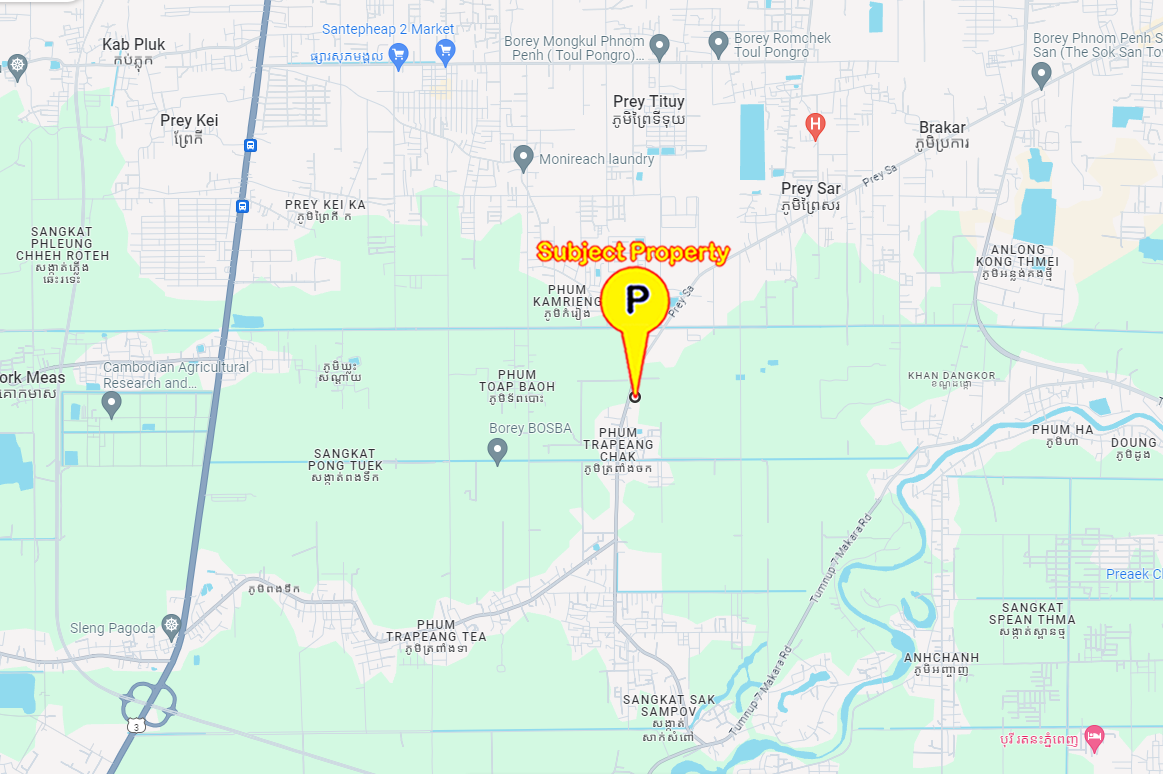 Santepheap 2 Market
ផ្សារសុភមង្គល
Kab Pluk
កប់ភ្លុក
Borey Mongkul Phnom
Penh ( Toul Pongro)...
Borey Romchek
Toul Pongro
Borey Phnom Penh S
San (The Sok San To
Prey Kei
ព្រៃកី
Prey Tituy
ភូមិព្រៃទីទុយ
H
Brakar
ភូមិប្រការ
Monireach laundry
Prey Sa
Prey Sar
ភូមិព្រៃសរ
PREY KEI KA
ភូមិព្រៃកី ក
SANGKAT
PHLEUNG
CHHEH ROTEH
សង្កាត់ភ្លើង
ឆេះរទេះ
Subject Property
P
ANLONG
KONG THMEI
ភូមិអន្លង់គងថ្មី
PHUM
KAMRIENG
ភូមិកំរៀង
Prey Sa
ork Meas
គោកមាស
Cambodian Agricultural
Research and...
ភូមិឃ្លះ
សណ្តាយ
PHUM
TOAP BAOH
ភូមិទ័ពបោះ
KHAN DANGKOR
ខណ្ឌដង្កោ
Borey BOSBA
PHUM
TRAPEANG
CHAK
ភូមិត្រពាំងចក
PHUM HA
ភូមិហា
DOUNG
ភូមិដូង
SANGKAT
PONG TUEK
សង្កាត់ពងទឹក
Tumnup 7 Makara Rd
Preaek C
ភូមិពងទឹក
SANGKAT
SPEAN THMA
សង្កាត់ស្ពានថ្ម
Sleng Pagoda
PHUM
TRAPEANG TEA
ភូមិត្រពាំងទា
ANHCHANH
ភូមិអញ្ចាញ
Tumnup 7 Makara Rd
SANGKAT SAK
SAMPOV
សង្កាត់
សាក់សំពៅ
3
បុរី រតនះភ្នំពេញ